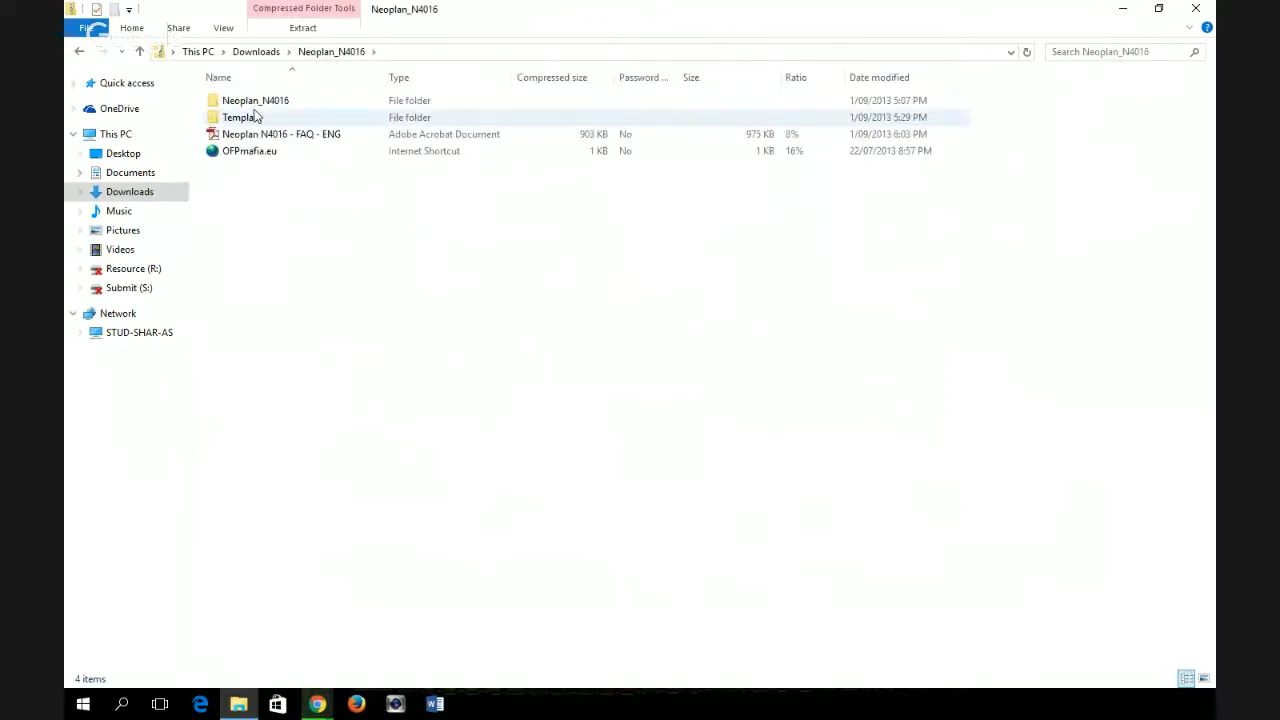 Compressed Folder Tools
Neoplan_N4016
File
Home
Share
View
Extract
This PC
Downloads
Neoplan_N4016
Search Neoplan_N4016
Name
Type
Compressed size
Password ...
Size
Ratio
Date modified
Neoplan_N4016
File folder
1/09/2013 5:07 PM
File folder
1/09/2013 5:29 PM
Neoplan N4016 - FAQ - ENG
Adobe Acrobat Document
903 KB
No
975 KB
8%
1/09/2013 6:03 PM
OFPmafia.eu
Internet Shortcut
1 KB
No
1 KB
16%
22/07/2013 8:57 PM
Quick access
OneDrive
This PC
Desktop
Documents
Downloads
Music
Pictures
Videos
Resource (R:)
Submit (S:)
Network
STUD-SHAR-AS
4 items